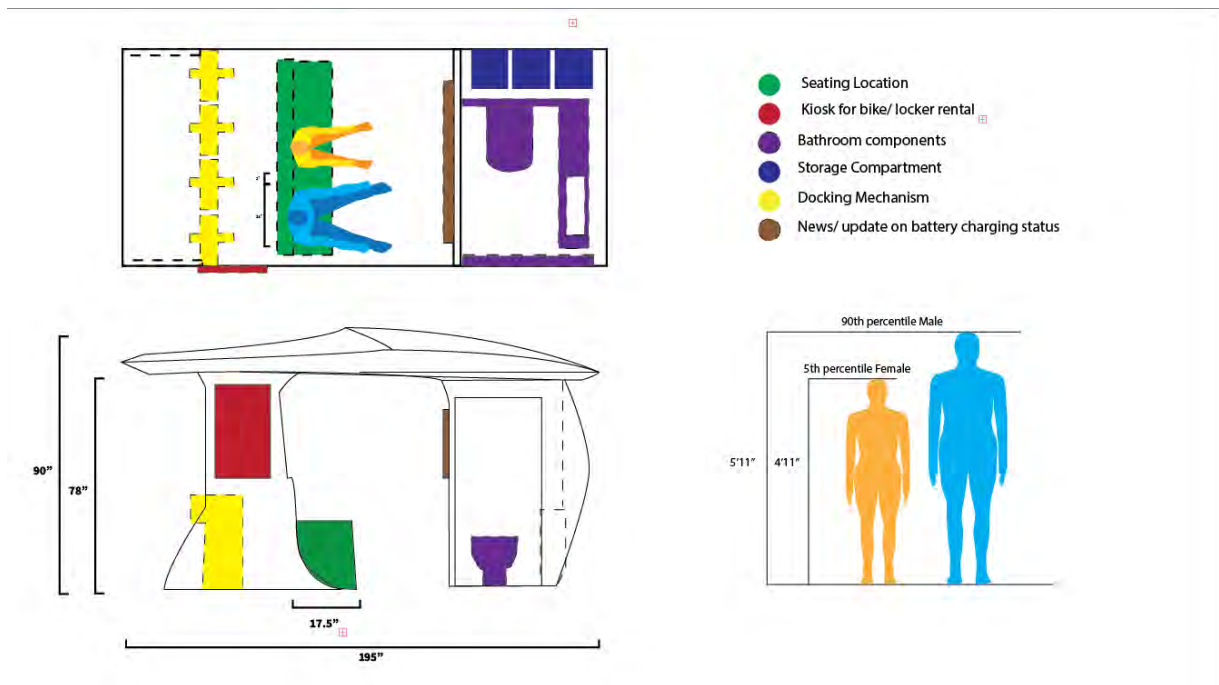 Seating Location
Kiosk for bike/ locker rental
Bathroom components
Storage Compartment
Docking Mechanism
News/ update on battery charging status
90th percentile Male
5th percentile Female
5'11"
4'11"
90”
78”
17.5”
195”